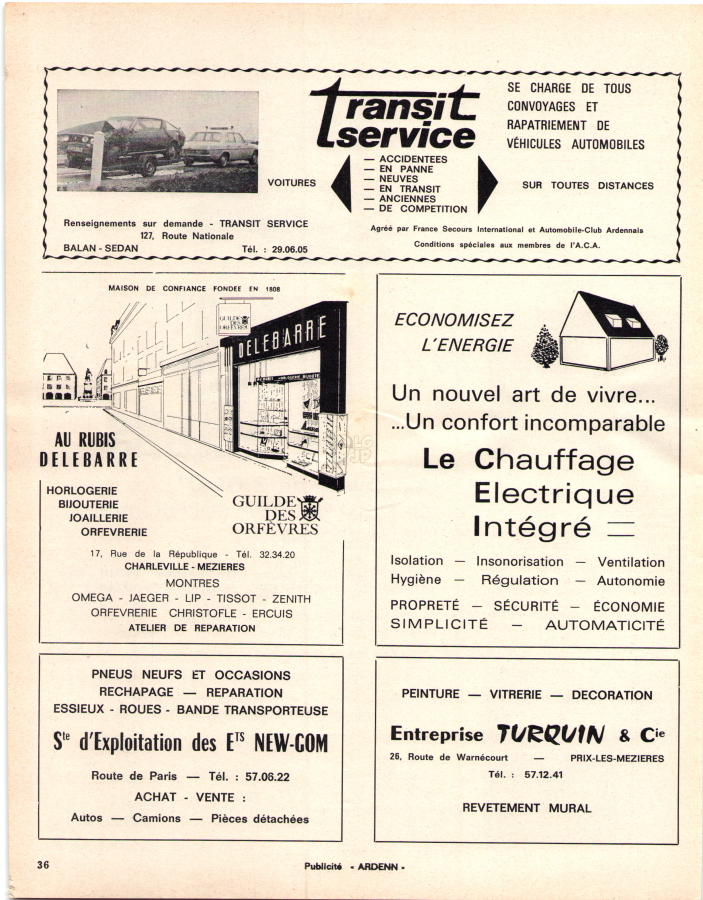 transit
service
SE CHARGE DE TOUS
CONVOYAGES ET
RAPATRIEMENT DE
VÉHICULES AUTOMOBILES
VOITURES
— ACCIDENTEES
— EN PANNE
— NEUVES
— EN TRANSIT
— ANCIENNES
— DE COMPETITION
SUR TOUTES DISTANCES
Renseignements sur demande - TRANSIT SERVICE
127, Route Nationale
BALAN - SEDAN Tél. : 29.06.05
Agréé par France Secours International et Automobile-Club Ardennais
Conditions spéciales aux membres de l'A.C.A.
MAISON DE CONFIANCE FONDEE EN 1808
GUILDE
DES
ORFÈVRES
DELEBARRE
AU RUBIS
DELEBARRE
HORLOGERIE
BIJOUTERIE
JOAILLERIE
ORFEVRERIE
GUILDE
DES
ORFÈVRES
17, Rue de la République - Tél. 32.34.20
CHARLEVILLE - MEZIERES
MONTRES
OMEGA - JAEGER - LIP - TISSOT - ZENITH
ORFEVRERIE CHRISTOFLE - ERCUIS
ATELIER DE REPARATION
ECONOMISEZ
L'ENERGIE
Un nouvel art de vivre...
...Un confort incomparable
Le Chauffage
Electrique
Intégré
Isolation — Insonorisation — Ventilation
Hygiène — Régulation — Autonomie
PROPRETÉ — SÉCURITÉ — ÉCONOMIE
SIMPLICITÉ — AUTOMATICITÉ
PNEUS NEUFS ET OCCASIONS
RECHAPAGE — REPARATION
ESSIEUX - ROUES - BANDE TRANSPORTEUSE
Ste d'Exploitation des ETS NEW-GOM
Route de Paris — Tél. : 57.06.22
ACHAT - VENTE :
Autos — Camions — Pièces détachées
PEINTURE — VITRERIE — DECORATION
Entreprise TURQUIN & Cie
26, Route de Warnécourt — PRIX-LES-MEZIERES
Tél. : 57.12.41
REVETEMENT MURAL
36
Publicité - ARDENN -